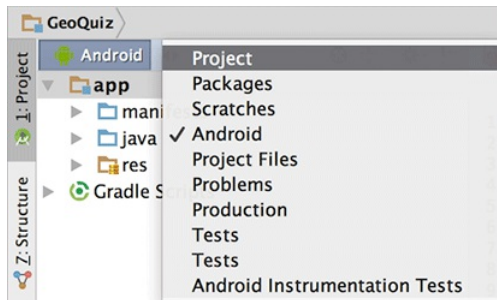 GeoQuiz
1: Project
Android
app
manife
java
res
Gradle S
Z: Structure
Project
Packages
Scratches
✓ Android
Project Files
Problems
Production
Tests
Tests
Android Instrumentation Tests